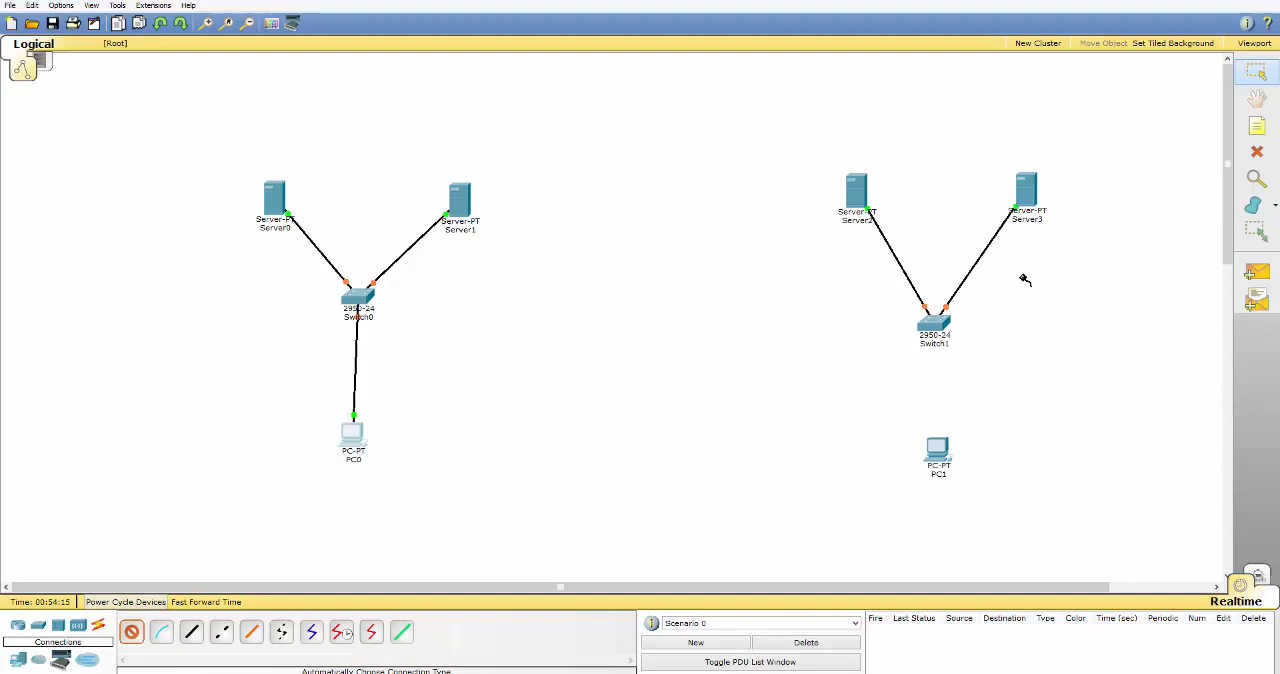 File Edit Options View Tools Extensions Help
Logical [Root] New Cluster Move Object Set Tiled Background Viewport
Server-PT
Server0
Server-PT
Server1
Server-PT
Server2
Server-PT
Server3
2950-24
Switch0
2950-24
Switch1
PC-PT
PC0
PC-PT
PC1
Realtime
Time: 00:54:15 Power Cycle Devices Fast Forward Time
Connections
Automatically Choose Connection Type
Scenario 0
New Delete
Toggle PDU List Window
Fire Last Status Source Destination Type Color Time (sec) Periodic Num Edit Delete